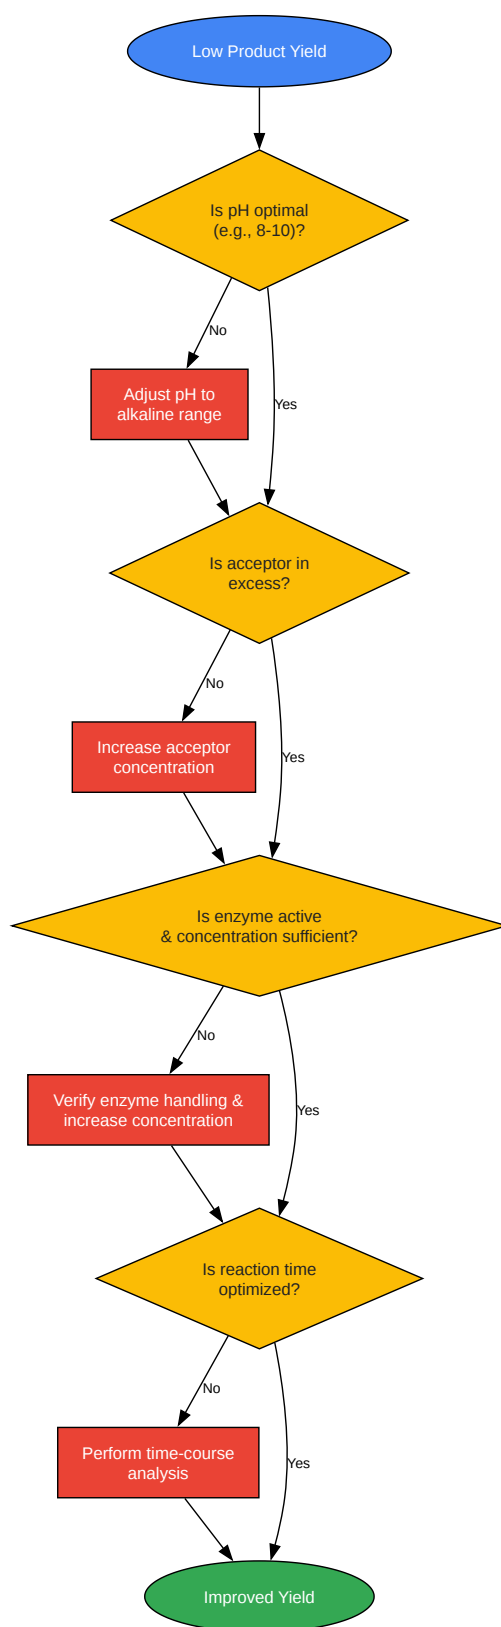 Low Product Yield
Is pH optimal
(e.g., 8-10)?
No
Yes
Adjust pH to
alkaline range
Is acceptor in
excess?
No
Yes
Increase acceptor
concentration
Is enzyme active
& concentration sufficient?
No
Yes
Verify enzyme handling &
increase concentration
Is reaction time
optimized?
No
Yes
Perform time-course
analysis
Improved Yield